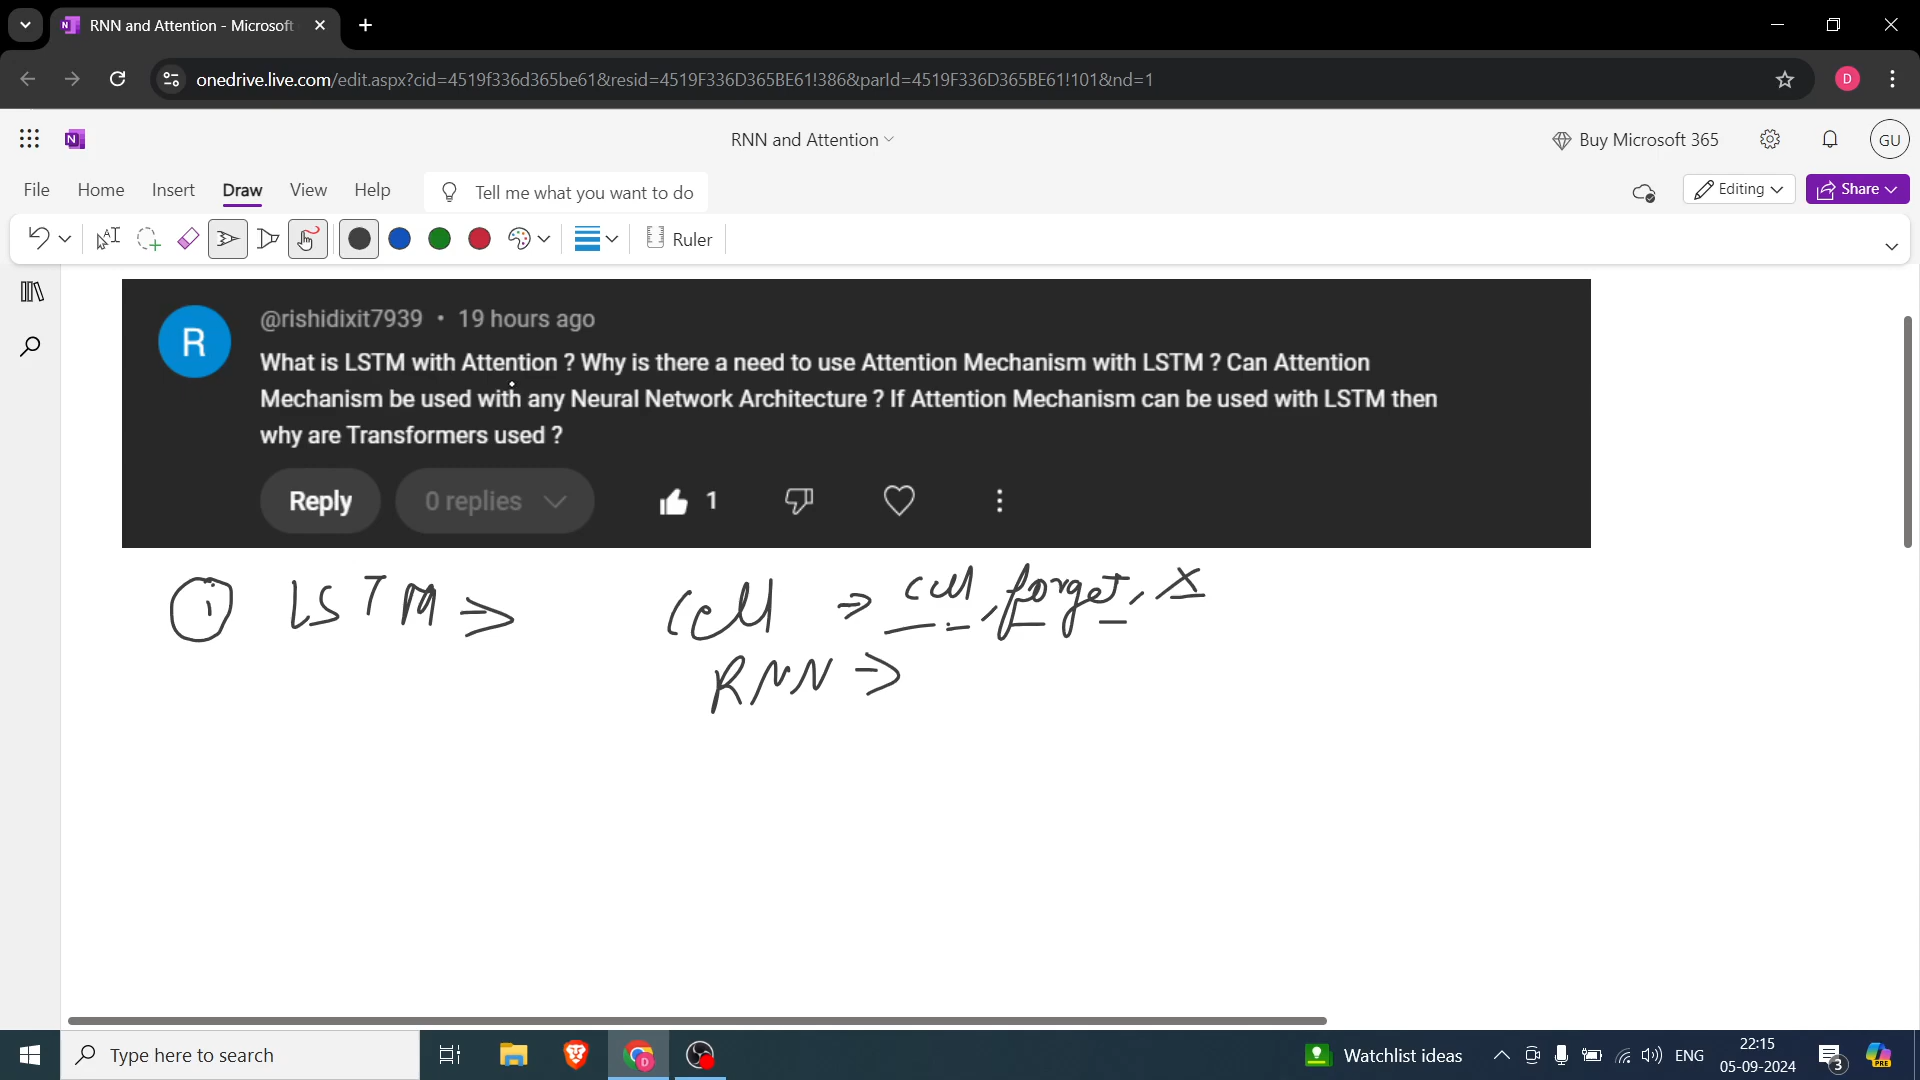 RNN and Attention - Microsoft
onedrive.live.com/edit.aspx?cid=4519f336d365be61&resid=4519F336D365BE61!386&parId=4519F336D365BE61!101&nd=1
D
N
RNN and Attention
Buy Microsoft 365
GU
File Home Insert Draw View Help
Tell me what you want to do
Editing
Share
Ruler
R
@rishidixit7939 • 19 hours ago
What is LSTM with Attention ? Why is there a need to use Attention Mechanism with LSTM ? Can Attention
Mechanism be used with any Neural Network Architecture ? If Attention Mechanism can be used with LSTM then
why are Transformers used ?
Reply
0 replies
1
① LSTM ⇒ Cell ⇒ cell, forget, X
RNN ⇒
Type here to search
Watchlist ideas
ENG
22:15
05-09-2024
3
PRE